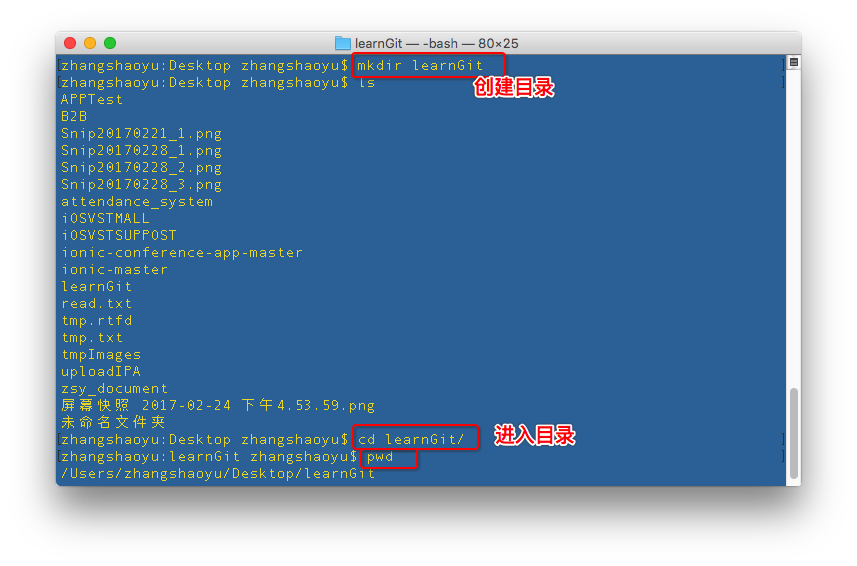 learnGit — -bash — 80×25
[zhangshaoyu:Desktop zhangshaoyu$ mkdir learnGit ]
创建目录
[zhangshaoyu:Desktop zhangshaoyu$ ls ]
APPTest
B2B
Snip20170221_1.png
Snip20170228_1.png
Snip20170228_2.png
Snip20170228_3.png
attendance_system
iOSVSTMALL
iOSVSTSUPPOST
ionic-conference-app-master
ionic-master
learnGit
read.txt
tmp.rtfd
tmp.txt
tmpImages
uploadIPA
zsy_document
屏幕快照 2017-02-24 下午4.53.59.png
未命名文件夹
[zhangshaoyu:Desktop zhangshaoyu$ cd learnGit/ ]
进入目录
[zhangshaoyu:learnGit zhangshaoyu$ pwd ]
/Users/zhangshaoyu/Desktop/learnGit